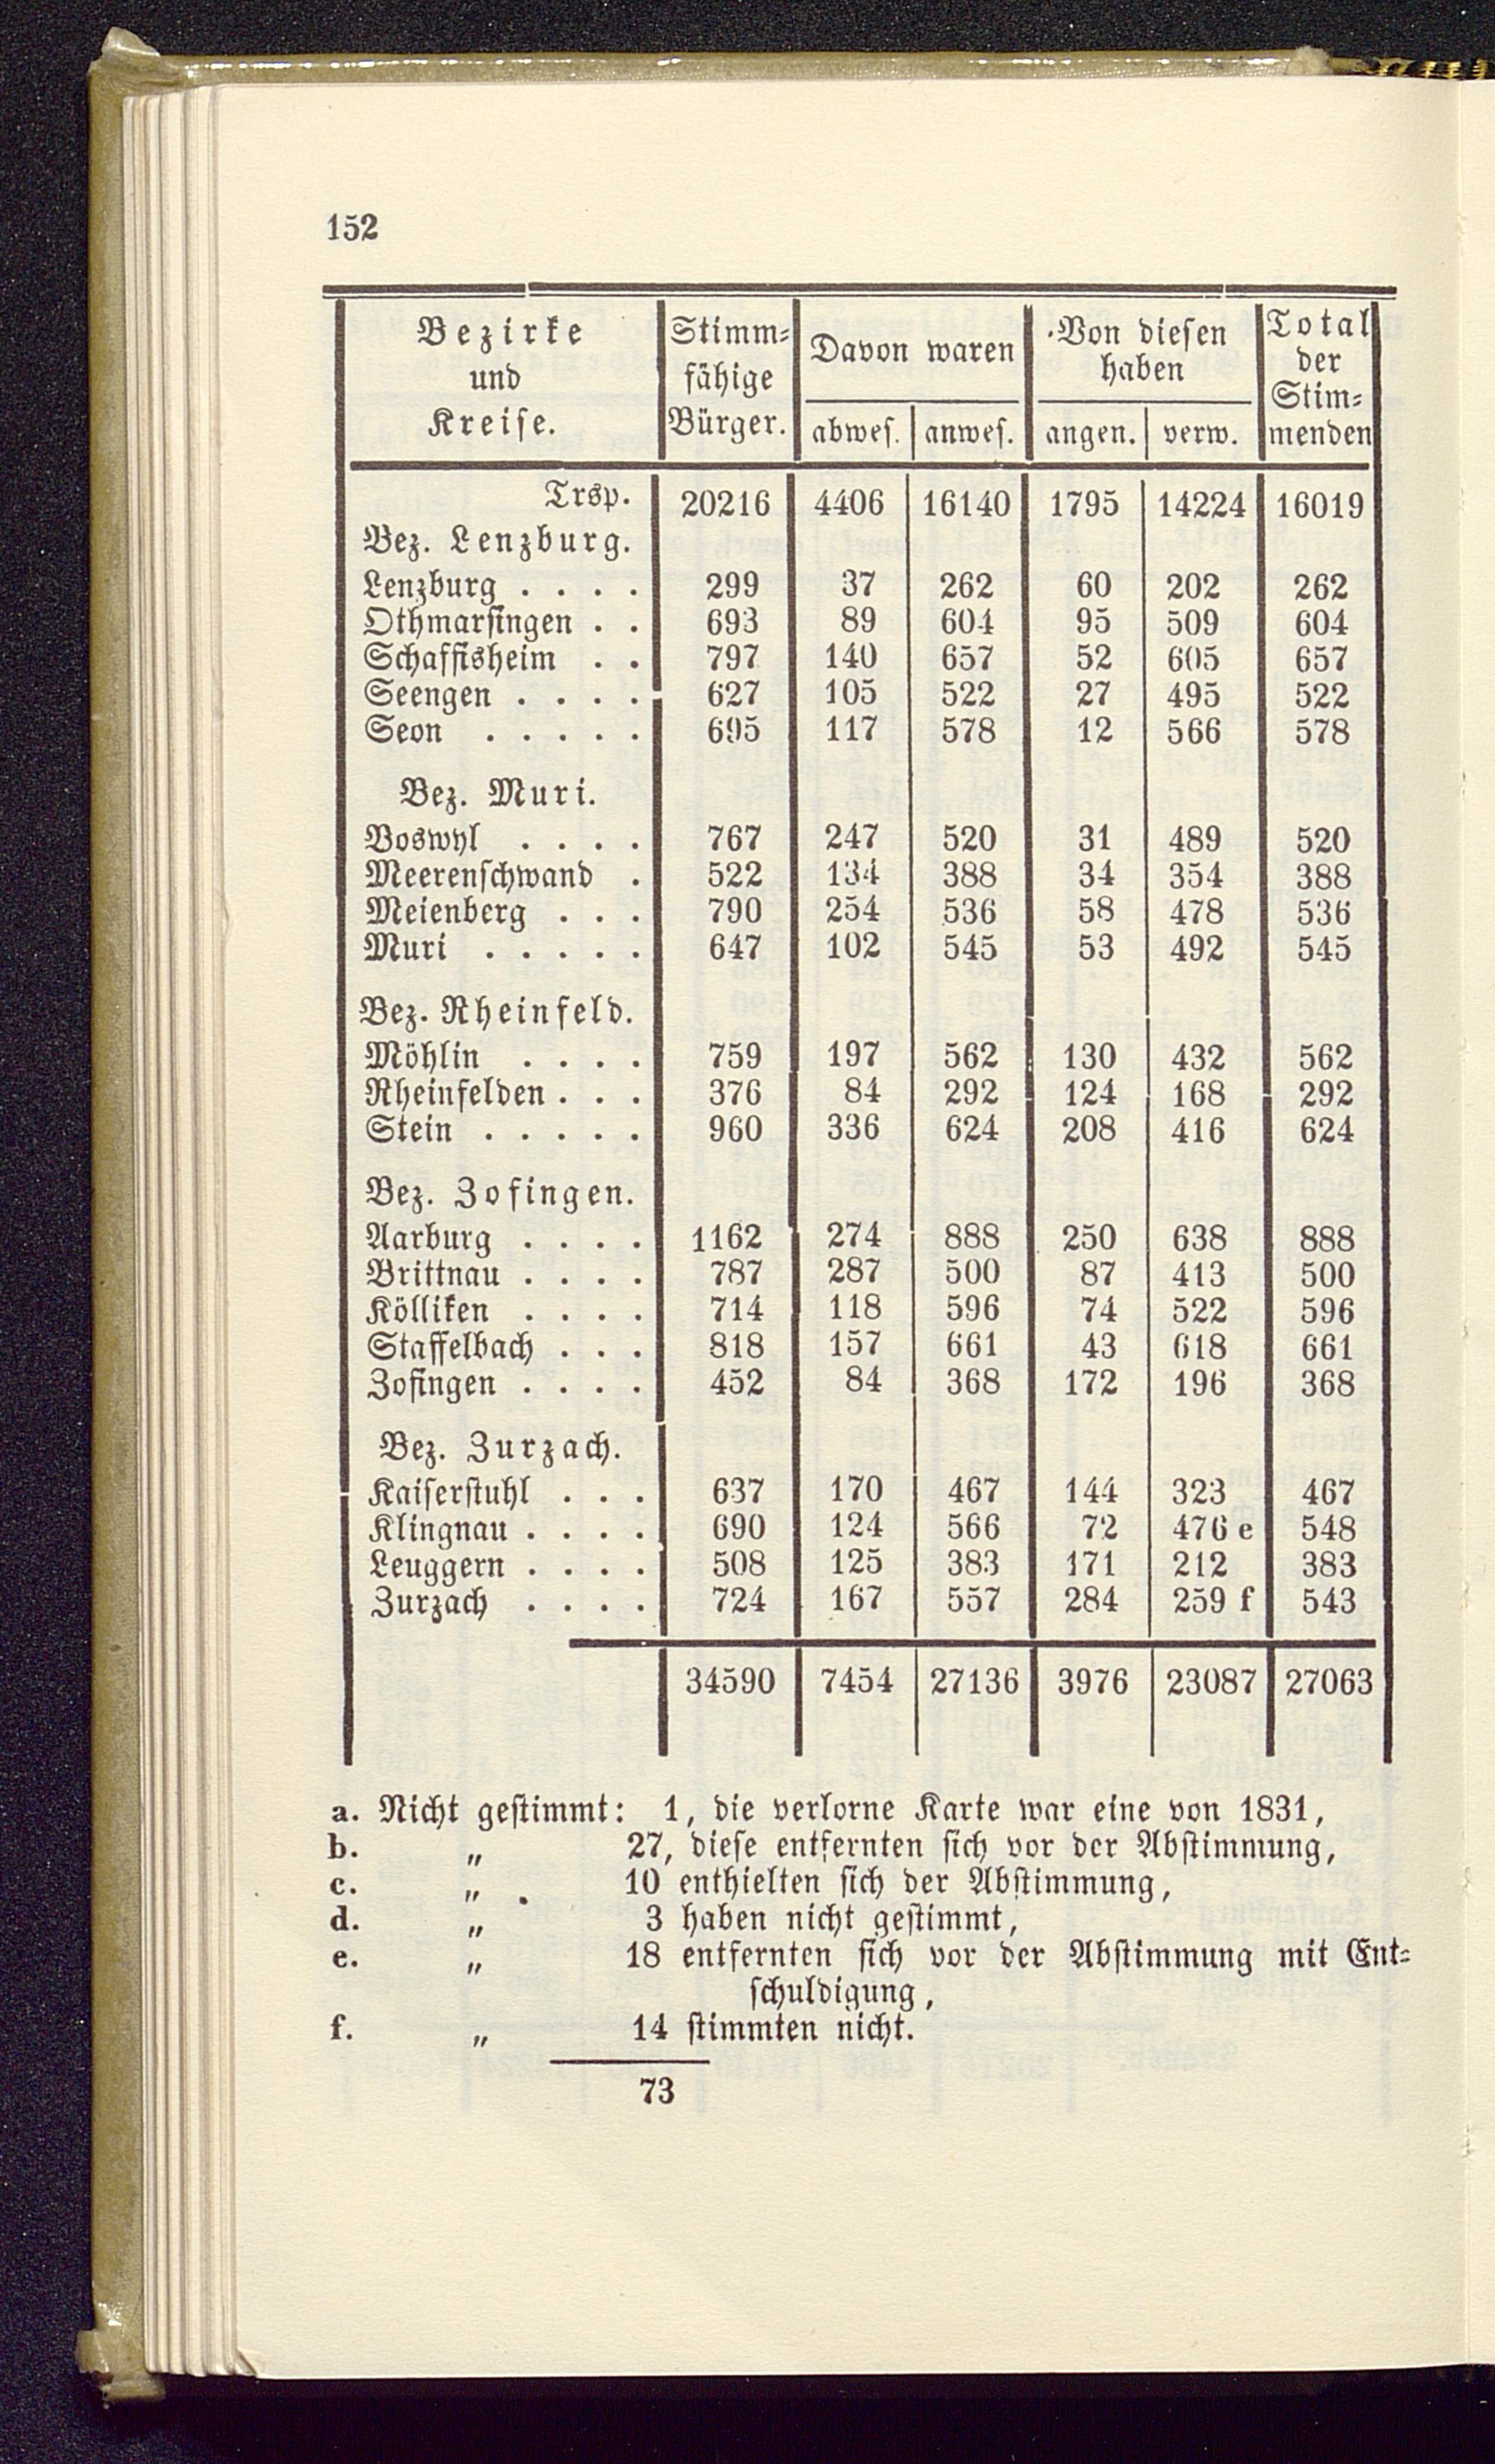 152
Bezirke und Kreise. | Stimm=fähige Bürger. | Davon waren abwes. | anwes. | Von diesen haben angen. | verw. | Total der Stim=menden
Trsp. 20216 4406 16140 1795 14224 16019
Bez. Lenzburg.
Lenzburg . . . . 299 37 262 60 202 262
Othmarsingen . . 693 89 604 95 509 604
Schaffisheim . . 797 140 657 52 605 657
Seengen . . . . 627 105 522 27 495 522
Seon . . . . . 695 117 578 12 566 578
Bez. Muri.
Boswyl . . . . 767 247 520 31 489 520
Meerenschwand . 522 134 388 34 354 388
Meienberg . . . 790 254 536 58 478 536
Muri . . . . . 647 102 545 53 492 545
Bez. Rheinfeld.
Möhlin . . . . 759 197 562 130 432 562
Rheinfelden . . . 376 84 292 124 168 292
Stein . . . . . 960 336 624 208 416 624
Bez. Zofingen.
Aarburg . . . . 1162 274 888 250 638 888
Brittnau . . . . 787 287 500 87 413 500
Kölliken . . . . 714 118 596 74 522 596
Staffelbach . . . 818 157 661 43 618 661
Zofingen . . . . 452 84 368 172 196 368
Bez. Zurzach.
Kaiserstuhl . . . 637 170 467 144 323 467
Klingnau . . . . 690 124 566 72 476 e 548
Leuggern . . . . 508 125 383 171 212 383
Zurzach . . . . 724 167 557 284 259 f 543
34590 7454 27136 3976 23087 27063
a. Nicht gestimmt: 1, die verlorne Karte war eine von 1831,
b. „ 27, diese entfernten sich vor der Abstimmung,
c. „ . 10 enthielten sich der Abstimmung,
d. „ 3 haben nicht gestimmt,
e. „ 18 entfernten sich vor der Abstimmung mit Ent=
schuldigung,
f. „ 14 stimmten nicht.
73